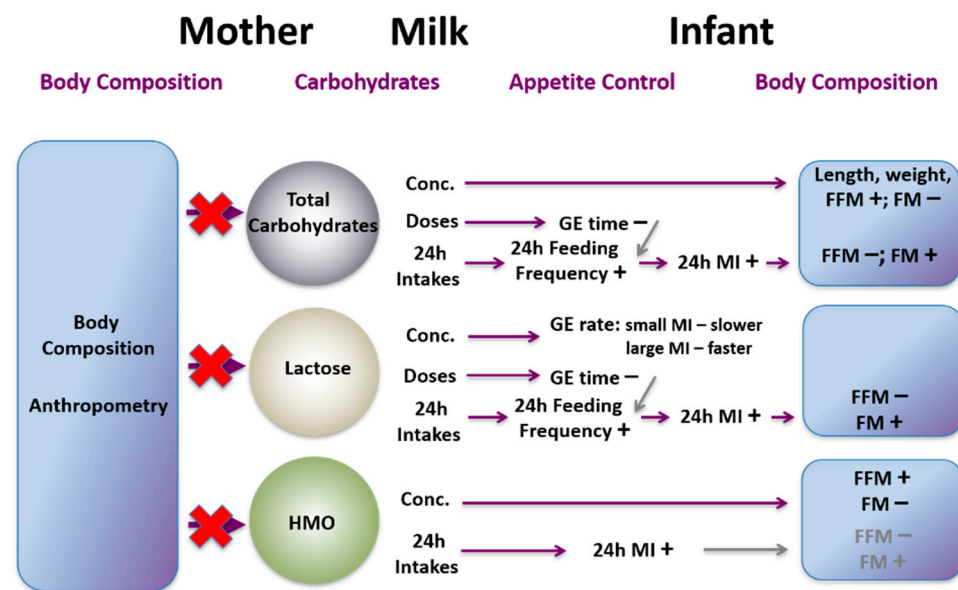 Mother Milk Infant
Body Composition Carbohydrates Appetite Control Body Composition
Body
Composition
Anthropometry
Total
Carbohydrates
Conc.
Doses
GE time –
24h
Intakes
24h Feeding
Frequency +
24h MI +
Length, weight,
FFM +; FM –
FFM –; FM +
Lactose
Conc.
GE rate: small MI – slower
large MI – faster
Doses
GE time –
24h
Intakes
24h Feeding
Frequency +
24h MI +
FFM –
FM +
HMO
Conc.
24h
Intakes
24h MI +
FFM +
FM –
FFM –
FM +